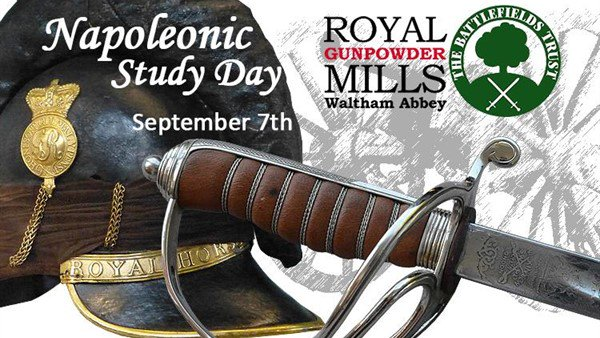 Napoleonic
Study Day
September 7th
ROYAL
GUNPOWDER
MILLS
Waltham Abbey
THE BATTLEFIELDS TRUST
ROYAL HORS